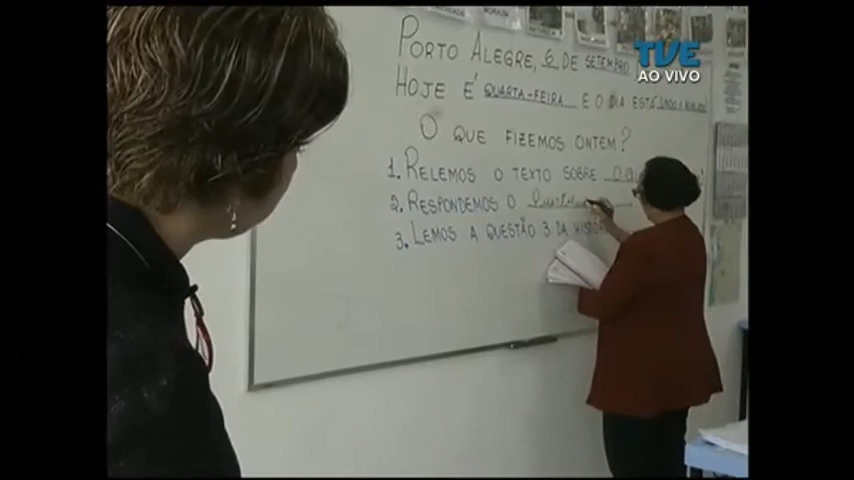 TVE
AO VIVO
PORTO ALEGRE, 6 DE SETEMBRO
HOJE É QUARTA-FEIRA E O DIA ESTÁ
O QUE FIZEMOS ONTEM?
1. RELEMOS O TEXTO SOBRE
2. RESPONDEMOS O
3. LEMOS A QUESTÃO 3 DA